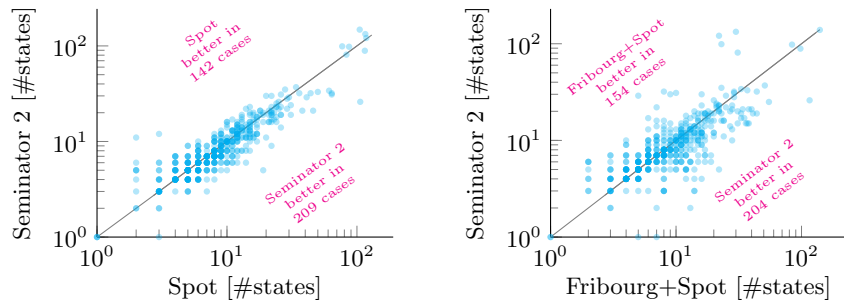 Spot
better in
142 cases
Seminator 2
better in
209 cases
10^0
10^1
10^2
10^0
10^1
10^2
Spot [#states]
Seminator 2 [#states]
Fribourg+Spot
better in
154 cases
Seminator 2
better in
204 cases
10^0
10^1
10^2
10^0
10^1
10^2
Fribourg+Spot [#states]
Seminator 2 [#states]